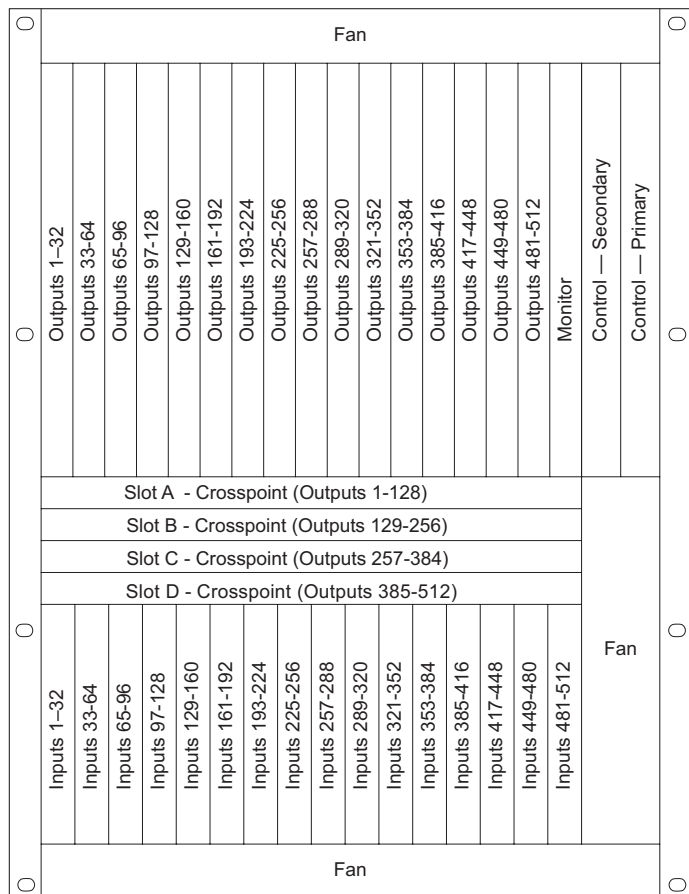 Fan
Outputs 1–32
Outputs 33-64
Outputs 65-96
Outputs 97-128
Outputs 129-160
Outputs 161-192
Outputs 193-224
Outputs 225-256
Outputs 257-288
Outputs 289-320
Outputs 321-352
Outputs 353-384
Outputs 385-416
Outputs 417-448
Outputs 449-480
Outputs 481-512
Monitor
Control — Secondary
Control — Primary
Slot A - Crosspoint (Outputs 1-128)
Slot B - Crosspoint (Outputs 129-256)
Slot C - Crosspoint (Outputs 257-384)
Slot D - Crosspoint (Outputs 385-512)
Inputs 1–32
Inputs 33-64
Inputs 65-96
Inputs 97-128
Inputs 129-160
Inputs 161-192
Inputs 193-224
Inputs 225-256
Inputs 257-288
Inputs 289-320
Inputs 321-352
Inputs 353-384
Inputs 385-416
Inputs 417-448
Inputs 449-480
Inputs 481-512
Fan
Fan